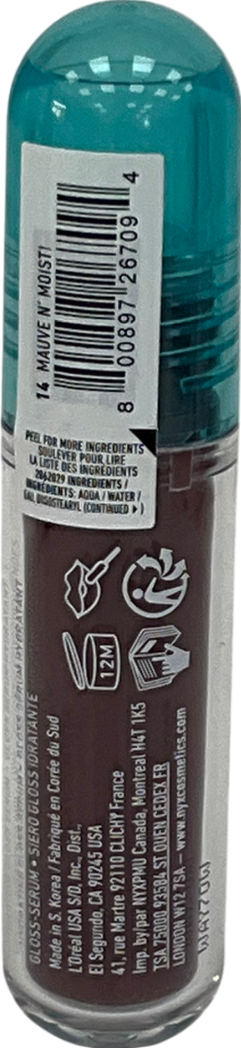 14 MAUVE N' MOIST!
8 00897 26709 4
PEEL FOR MORE INGREDIENTS
SOULEVER POUR LIRE
LA LISTE DES INGRÉDIENTS
2062029 INGREDIENTS /
INGRÉDIENTS: AQUA / WATER /
(CONTINUED ▶)
12M
GLOSS-SERUM • SIERO GLOSS IDRATANTE
Made in S. Korea / Fabriqué en Corée du Sud
L'Oréal USA S/D, Inc., Dist.,
El Segundo, CA 90245 USA
41, rue Martre 92110 CLICHY France
Imp. by/par NYXPMU Canada, Montreal H4T 1K5
TSA 75000 93584 ST OUEN CEDEX FR
LONDON W12 7SA – www.nyxcosmetics.com